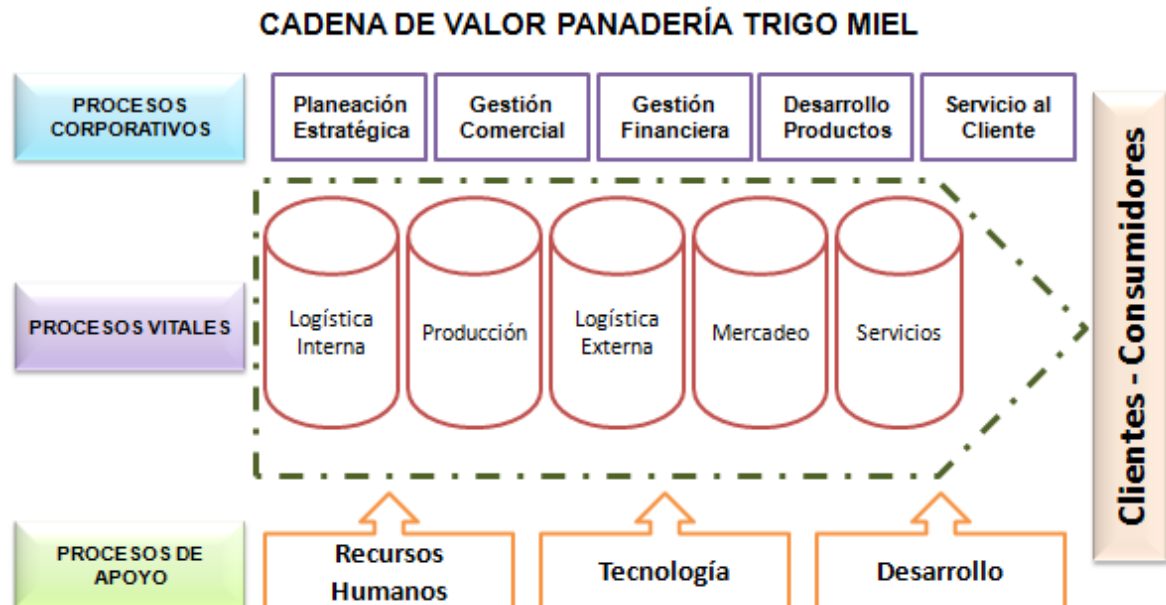 CADENA DE VALOR PANADERÍA TRIGO MIEL
PROCESOS
CORPORATIVOS
Planeación
Estratégica
Gestión
Comercial
Gestión
Financiera
Desarrollo
Productos
Servicio al
Cliente
PROCESOS VITALES
Logística
Interna
Producción
Logística
Externa
Mercadeo
Servicios
Clientes - Consumidores
PROCESOS DE
APOYO
Recursos
Humanos
Tecnología
Desarrollo